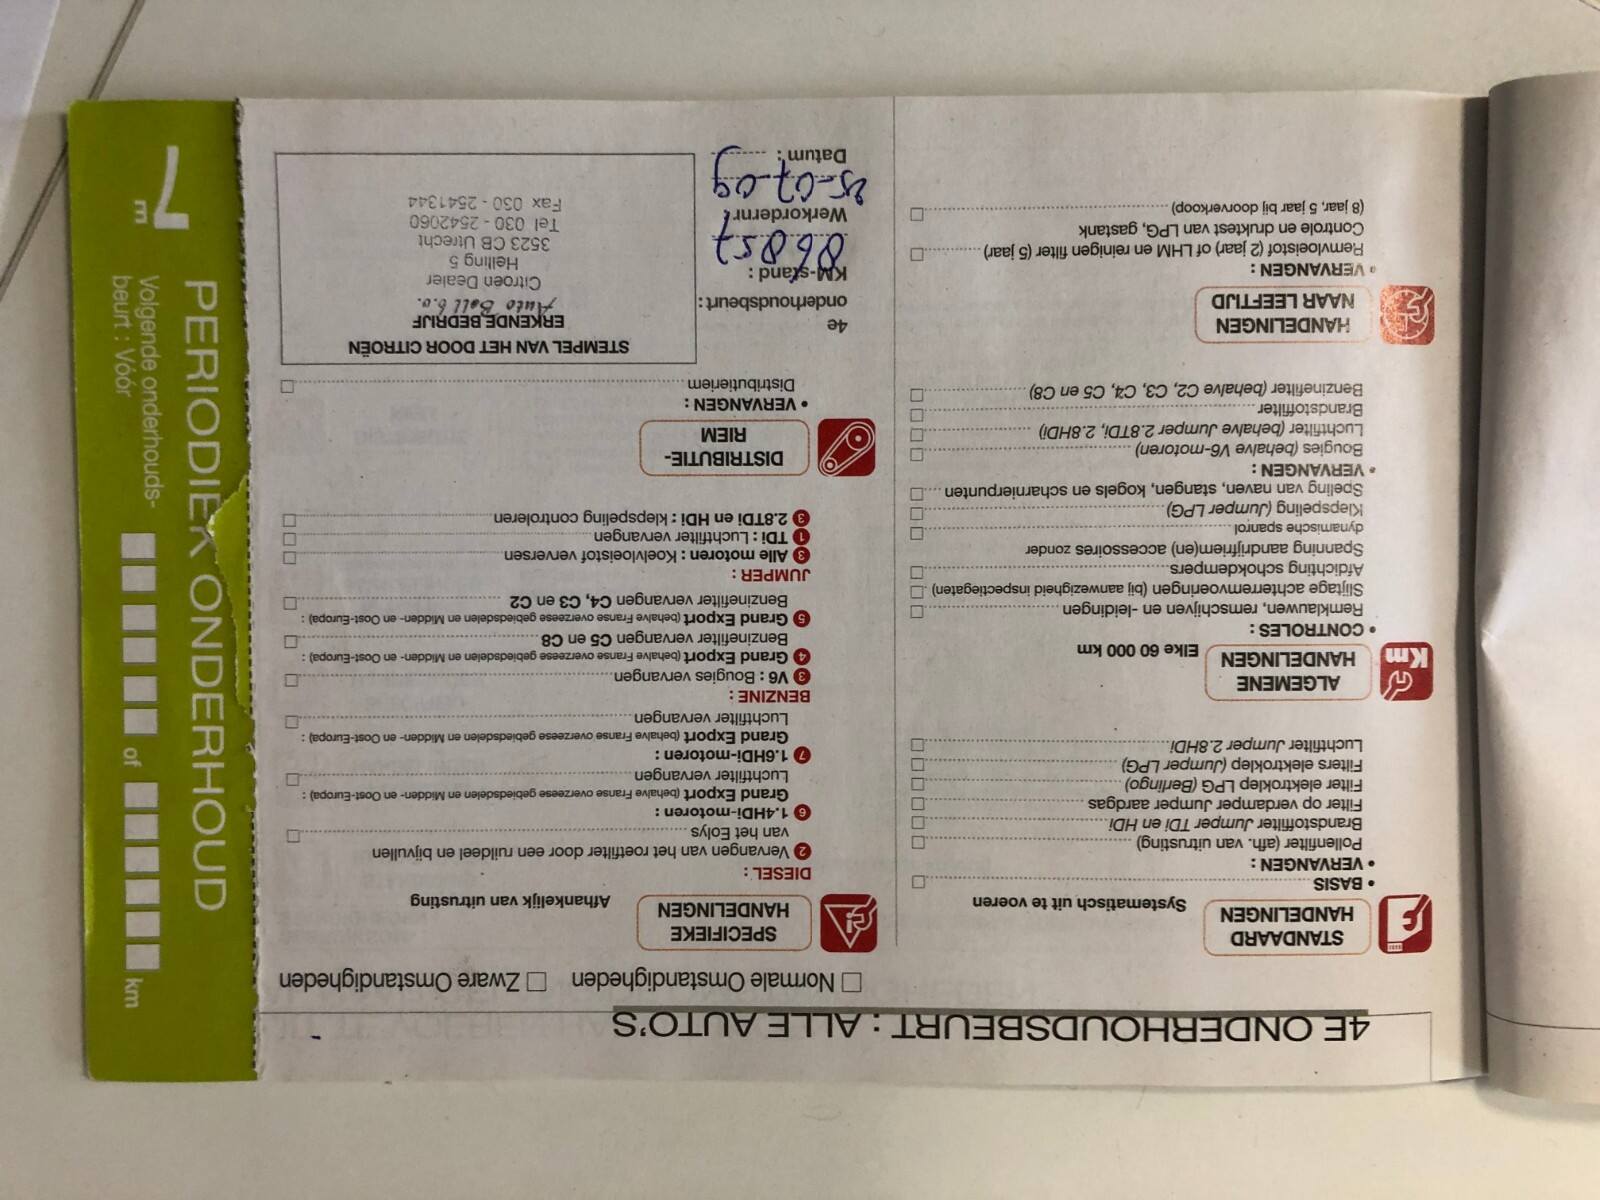 4E ONDERHOUDSBEURT : ALLE AUTO'S
Normale Omstandigheden
Zware Omstandigheden
STANDAARD
HANDELINGEN
Systematisch uit te voeren
• BASIS
• VERVANGEN :
Pollenfilter (afh. van uitrusting)
Brandstoffilter Jumper TDi en HDi
Filter op verdamper Jumper aardgas
Filter elektroklep LPG (Berlingo)
Filters elektroklep (Jumper LPG)
Luchtfilter Jumper 2.8HDi
ALGEMENE
HANDELINGEN
Elke 60 000 km
Km
• CONTROLES :
Remklauwen, remschijven en -leidingen
Slijtage achterremvoeringen (bij aanwezigheid inspectiegaten)
Afdichting schokdempers
Spanning aandrijfriem(en) accessoires zonder
dynamische spanrol
Klepspeling (Jumper LPG)
Speling van naven, stangen, kogels en scharnierpunten
• VERVANGEN :
Bougies (behalve V6-motoren)
Luchtfilter (behalve Jumper 2.8TDi, 2.8HDi)
Brandstoffilter
Benzinefilter (behalve C2, C3, C4, C5 en C8)
HANDELINGEN
NAAR LEEFTIJD
• VERVANGEN :
Remvloeistof (2 jaar) of LHM en reinigen filter (5 jaar)
Controle en druktest van LPG, gastank
(8 jaar, 5 jaar bij doorverkoop)
SPECIFIEKE
HANDELINGEN
Afhankelijk van uitrusting
DIESEL :
2 Vervangen van het roetfilter door een ruildeel en bijvullen
van het Eolys
6 1.4HDi-motoren :
Grand Export (behalve Franse overzeese gebiedsdelen en Midden- en Oost-Europa) :
Luchtfilter vervangen
7 1.6HDi-motoren :
Grand Export (behalve Franse overzeese gebiedsdelen en Midden- en Oost-Europa) :
Luchtfilter vervangen
BENZINE :
3 V6 : Bougies vervangen
4 Grand Export (behalve Franse overzeese gebiedsdelen en Midden- en Oost-Europa) :
Benzinefilter vervangen C5 en C8
5 Grand Export (behalve Franse overzeese gebiedsdelen en Midden- en Oost-Europa) :
Benzinefilter vervangen C4, C3 en C2
JUMPER :
3 Alle motoren : Koelvloeistof verversen
1 TDi : Luchtfilter vervangen
3 2.8TDi en HDi : klepspeling controleren
DISTRIBUTIE-
RIEM
• VERVANGEN :
Distributieriem
4e
onderhoudsbeurt :
KM-stand :
86857
Werkordernr
25-07-09
Datum :
STEMPEL VAN HET DOOR CITROËN
ERKENDE BEDRIJF
Auto Bell b.v.
Citroën Dealer
Helling 5
3523 CB Utrecht
Tel 030 - 2542060
Fax 030 - 2541344
PERIODIEK ONDERHOUD
Volgende onderhouds-
beurt : Vóór
of
km